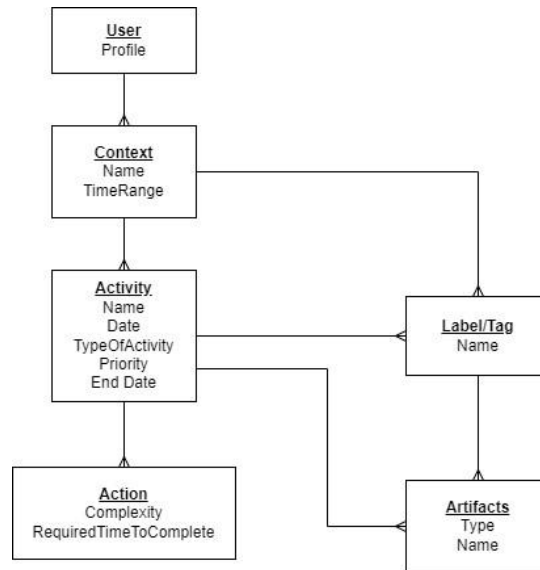 User
Profile
Context
Name
TimeRange
Activity
Name
Date
TypeOfActivity
Priority
End Date
Label/Tag
Name
Action
Complexity
RequiredTimeToComplete
Artifacts
Type
Name